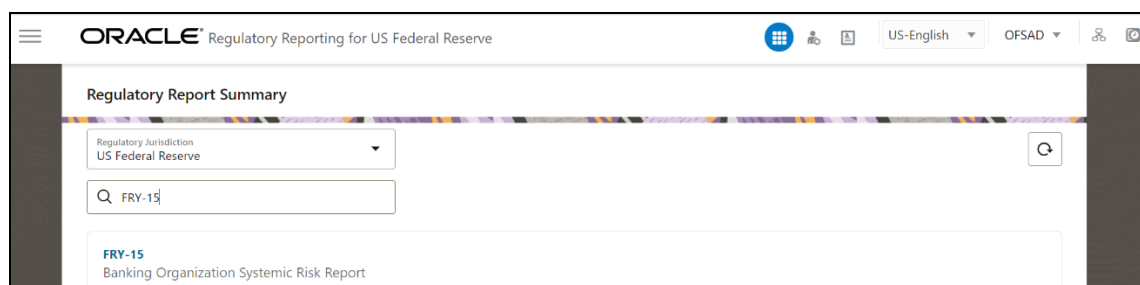 ORACLE® Regulatory Reporting for US Federal Reserve
US-English
OFSAD
Regulatory Report Summary
Regulatory Jurisdiction
US Federal Reserve
FRY-15
FRY-15
Banking Organization Systemic Risk Report